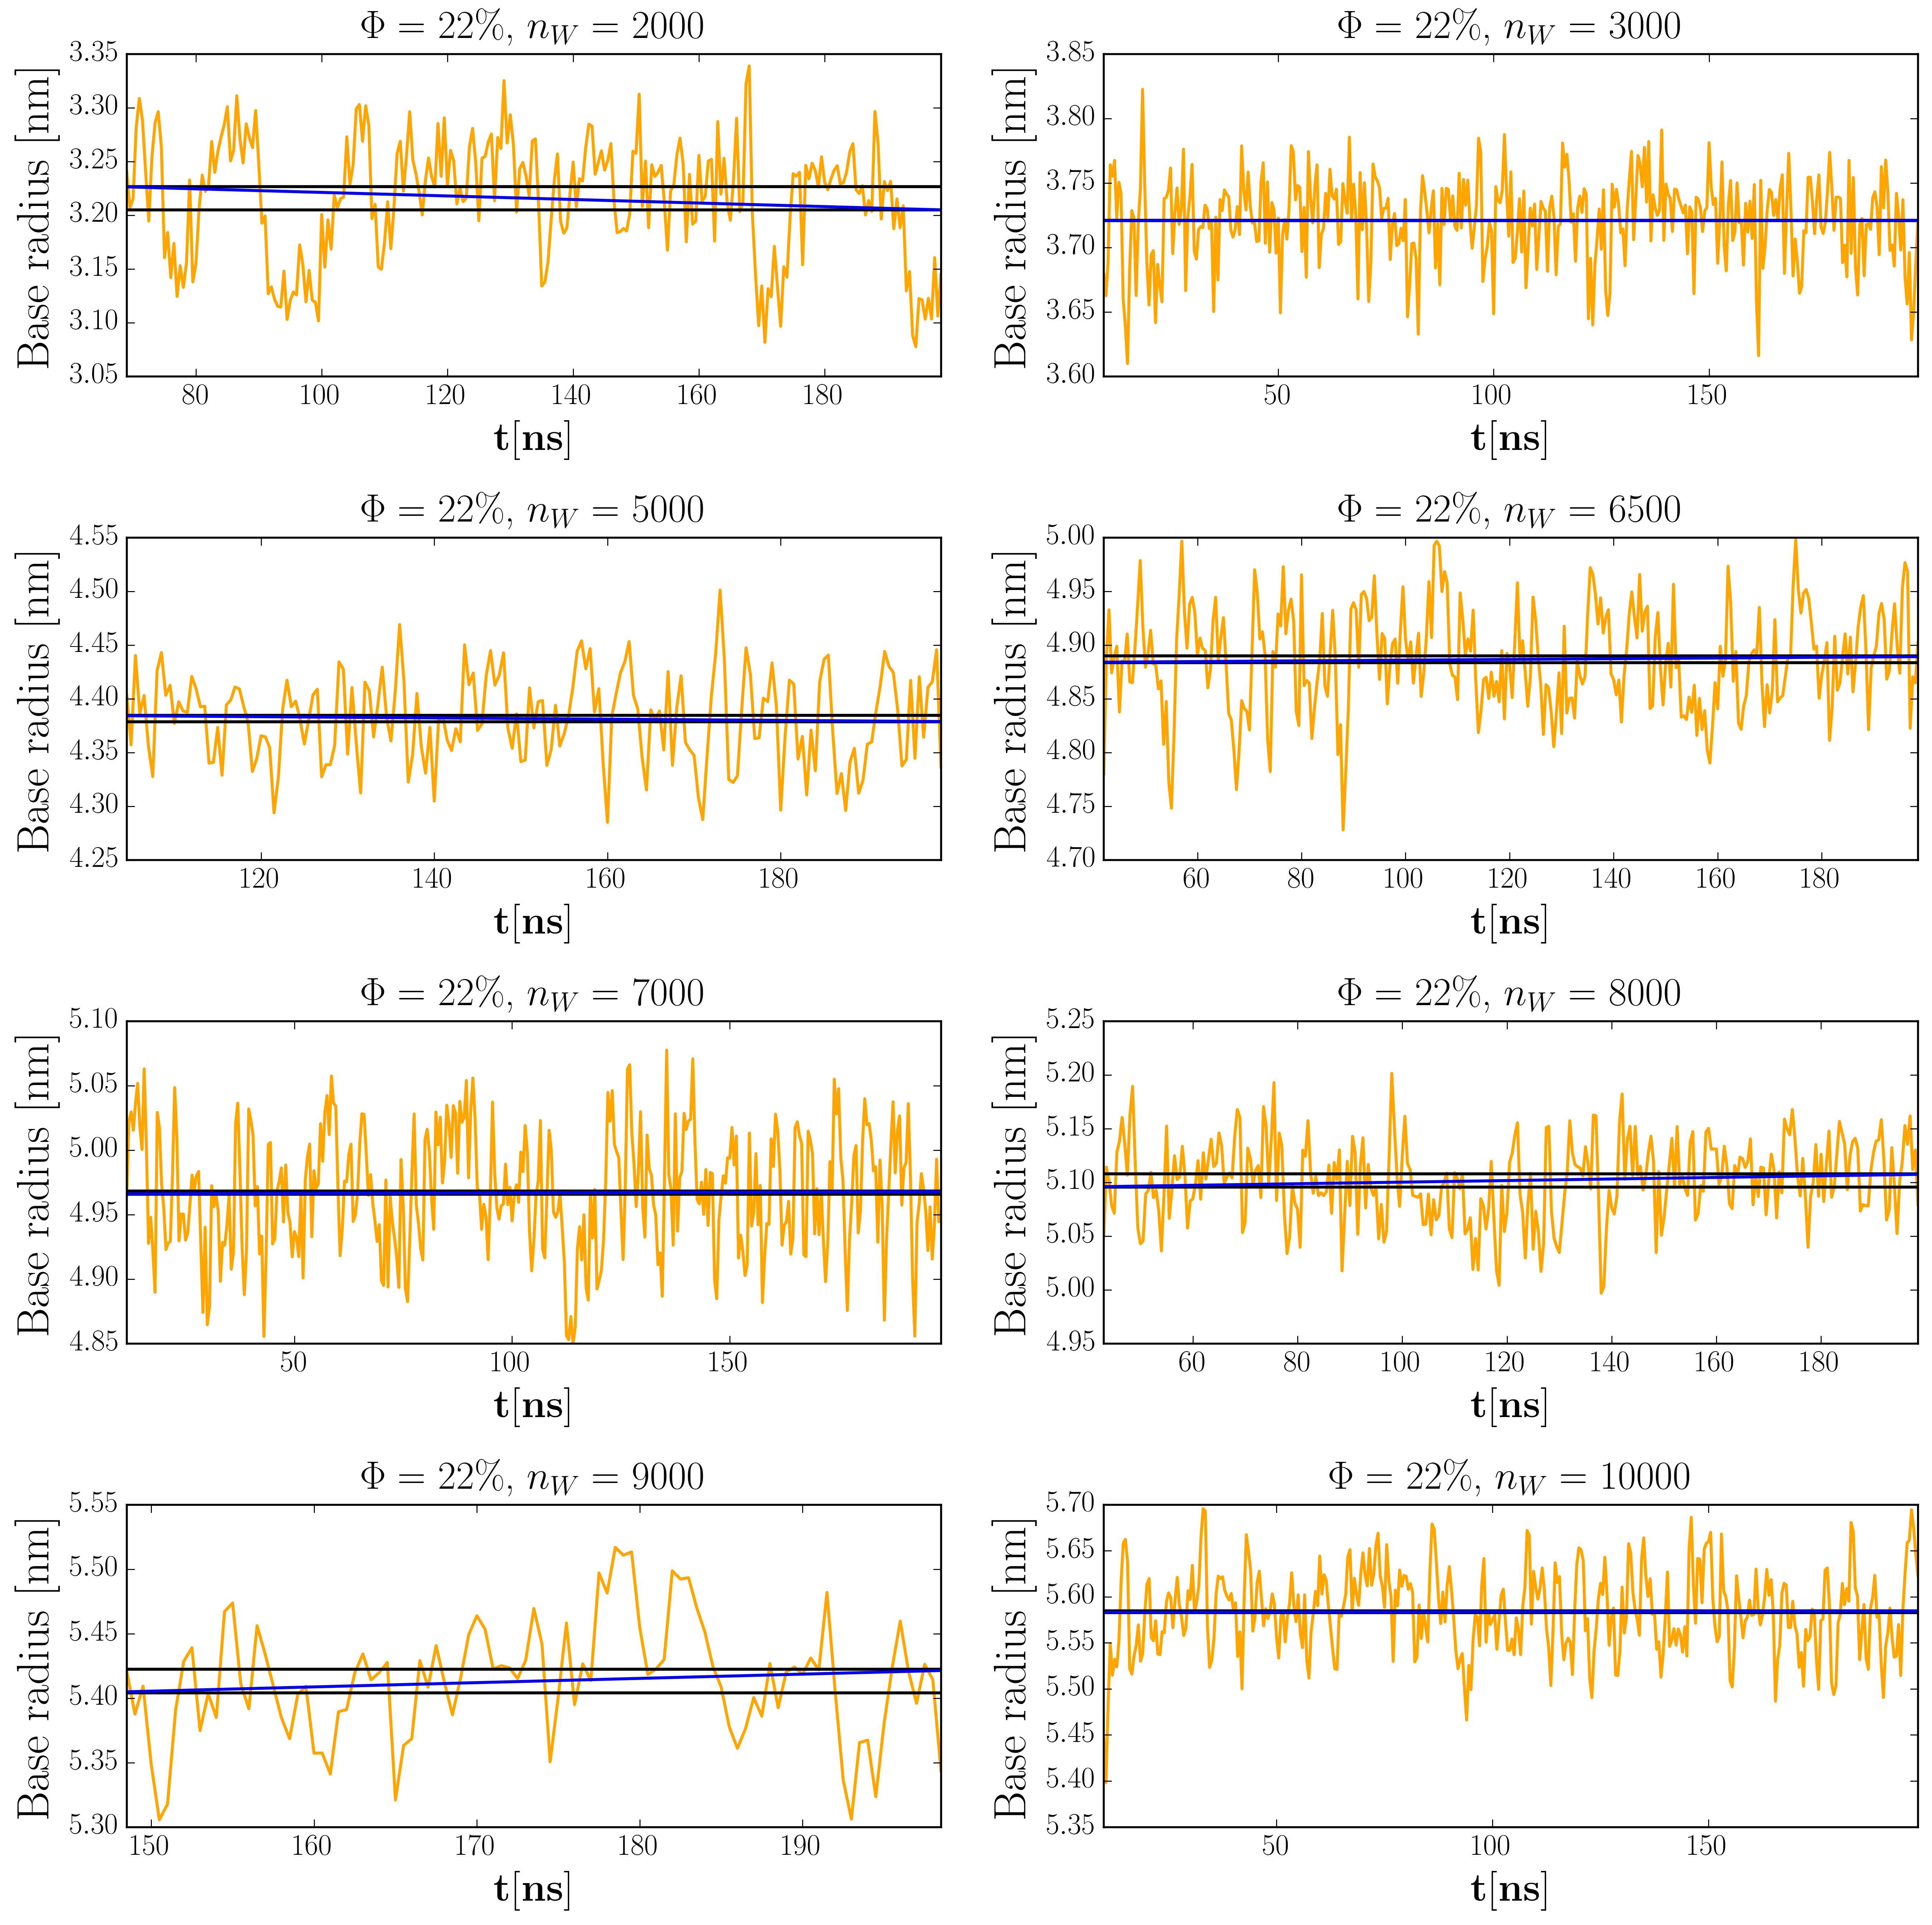 Φ = 22%, n_W = 2000
Base radius [nm]
3.35
3.30
3.25
3.20
3.15
3.10
3.05
80 100 120 140 160 180
t[ns]
Φ = 22%, n_W = 3000
Base radius [nm]
3.85
3.80
3.75
3.70
3.65
3.60
50 100 150
t[ns]
Φ = 22%, n_W = 5000
Base radius [nm]
4.55
4.50
4.45
4.40
4.35
4.30
4.25
120 140 160 180
t[ns]
Φ = 22%, n_W = 6500
Base radius [nm]
5.00
4.95
4.90
4.85
4.80
4.75
4.70
60 80 100 120 140 160 180
t[ns]
Φ = 22%, n_W = 7000
Base radius [nm]
5.10
5.05
5.00
4.95
4.90
4.85
50 100 150
t[ns]
Φ = 22%, n_W = 8000
Base radius [nm]
5.25
5.20
5.15
5.10
5.05
5.00
4.95
60 80 100 120 140 160 180
t[ns]
Φ = 22%, n_W = 9000
Base radius [nm]
5.55
5.50
5.45
5.40
5.35
5.30
150 160 170 180 190
t[ns]
Φ = 22%, n_W = 10000
Base radius [nm]
5.70
5.65
5.60
5.55
5.50
5.45
5.40
5.35
50 100 150
t[ns]